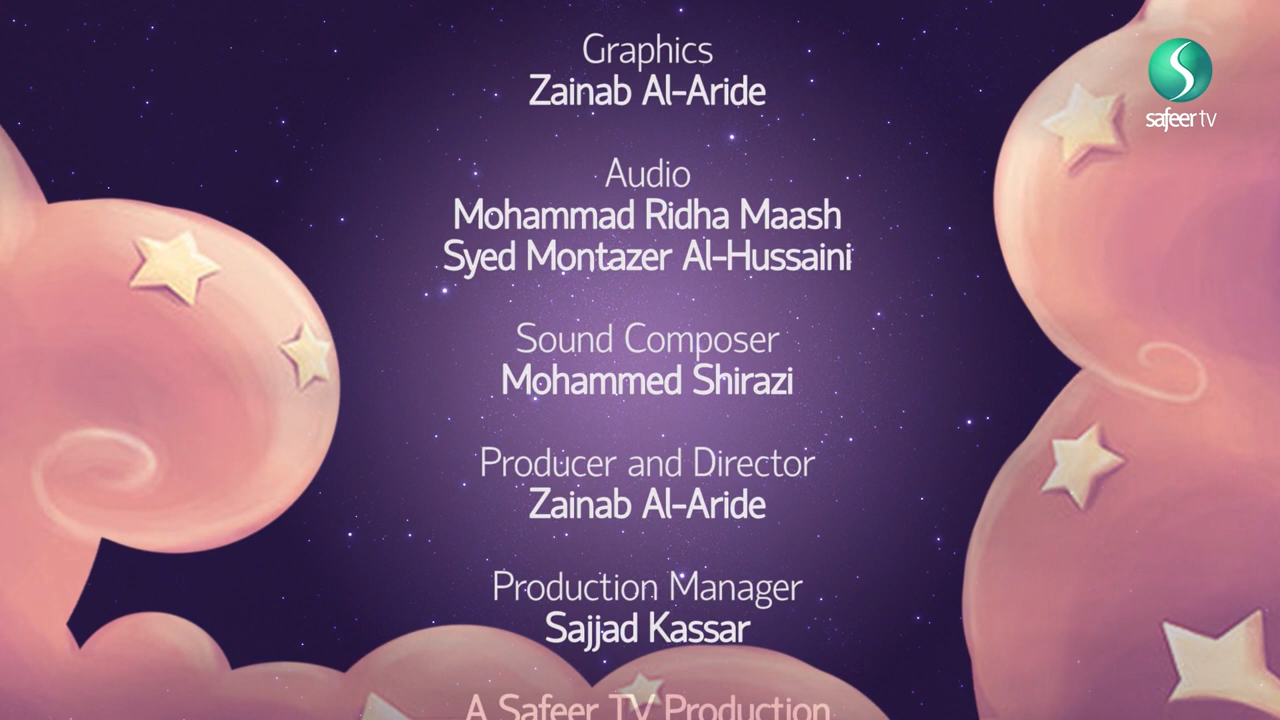 Graphics
Zainab Al-Aride
safeer tv
Audio
Mohammad Ridha Maash
Syed Montazer Al-Hussaini
Sound Composer
Mohammed Shirazi
Producer and Director
Zainab Al-Aride
Production Manager
Sajjad Kassar
A Safeer TV Production